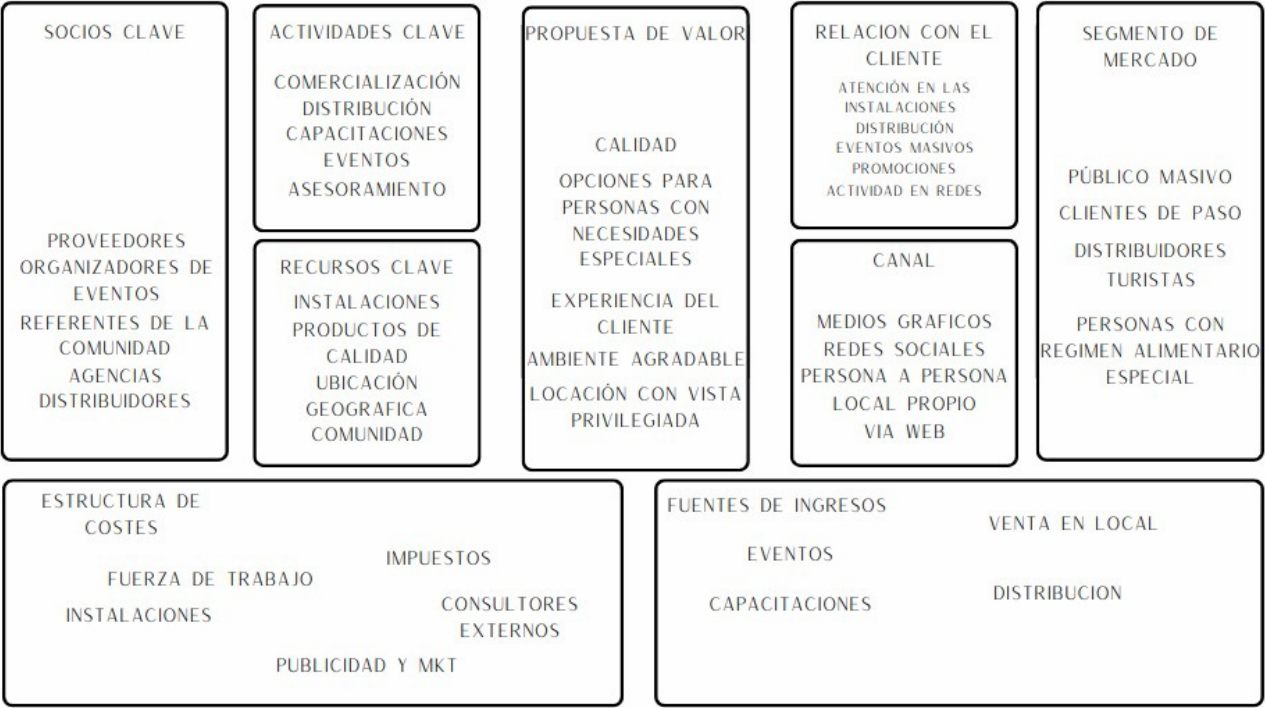 SOCIOS CLAVE
PROVEEDORES
ORGANIZADORES DE
EVENTOS
REFERENTES DE LA
COMUNIDAD
AGENCIAS
DISTRIBUIDORES
ACTIVIDADES CLAVE
COMERCIALIZACIÓN
DISTRIBUCIÓN
CAPACITACIONES
EVENTOS
ASESORAMIENTO
RECURSOS CLAVE
INSTALACIONES
PRODUCTOS DE
CALIDAD
UBICACIÓN
GEOGRAFICA
COMUNIDAD
PROPUESTA DE VALOR
CALIDAD
OPCIONES PARA
PERSONAS CON
NECESIDADES
ESPECIALES
EXPERIENCIA DEL
CLIENTE
AMBIENTE AGRADABLE
LOCACIÓN CON VISTA
PRIVILEGIADA
RELACION CON EL
CLIENTE
ATENCIÓN EN LAS
INSTALACIONES
DISTRIBUCIÓN
EVENTOS MASIVOS
PROMOCIONES
ACTIVIDAD EN REDES
CANAL
MEDIOS GRAFICOS
REDES SOCIALES
PERSONA A PERSONA
LOCAL PROPIO
VIA WEB
SEGMENTO DE
MERCADO
PÚBLICO MASIVO
CLIENTES DE PASO
DISTRIBUIDORES
TURISTAS
PERSONAS CON
REGIMEN ALIMENTARIO
ESPECIAL
ESTRUCTURA DE
COSTES
IMPUESTOS
FUERZA DE TRABAJO
INSTALACIONES
CONSULTORES
EXTERNOS
PUBLICIDAD Y MKT
FUENTES DE INGRESOS
VENTA EN LOCAL
EVENTOS
DISTRIBUCION
CAPACITACIONES